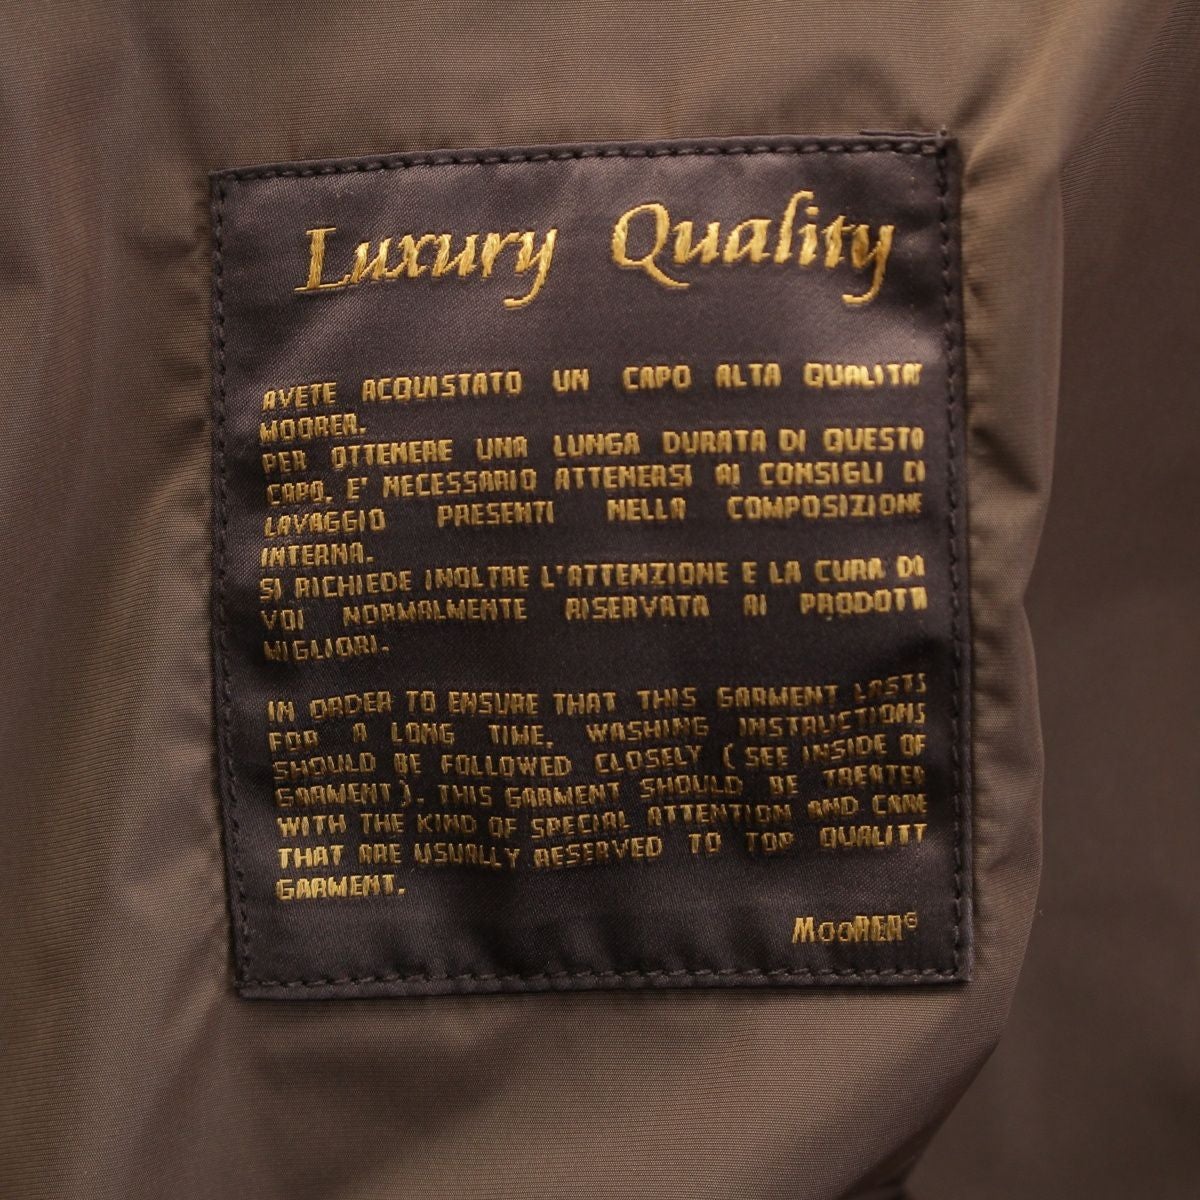 Luxury Quality
AVETE ACQUISTATO UN CAPO ALTA QUALITA'
MOORER.
PER OTTENERE UNA LUNGA DURATA DI QUESTO
CAPO, E' NECESSARIO ATTENERSI AI CONSIGLI DI
LAVAGGIO PRESENTI NELLA COMPOSIZIONE
INTERNA.
SI RICHIEDE INOLTRE L'ATTENZIONE E LA CURA DI
VOI NORMALMENTE RISERVATA AI PRODOTTI
MIGLIORI.
IN ORDER TO ENSURE THAT THIS GARMENT LASTS
FOR A LONG TIME, WASHING INSTRUCTIONS
SHOULD BE FOLLOWED CLOSELY ( SEE INSIDE OF
GARMENT ). THIS GARMENT SHOULD BE TREATED
WITH THE KIND OF SPECIAL ATTENTION AND CARE
THAT ARE USUALLY RESERVED TO TOP QUALITY
GARMENT.
MooRER©